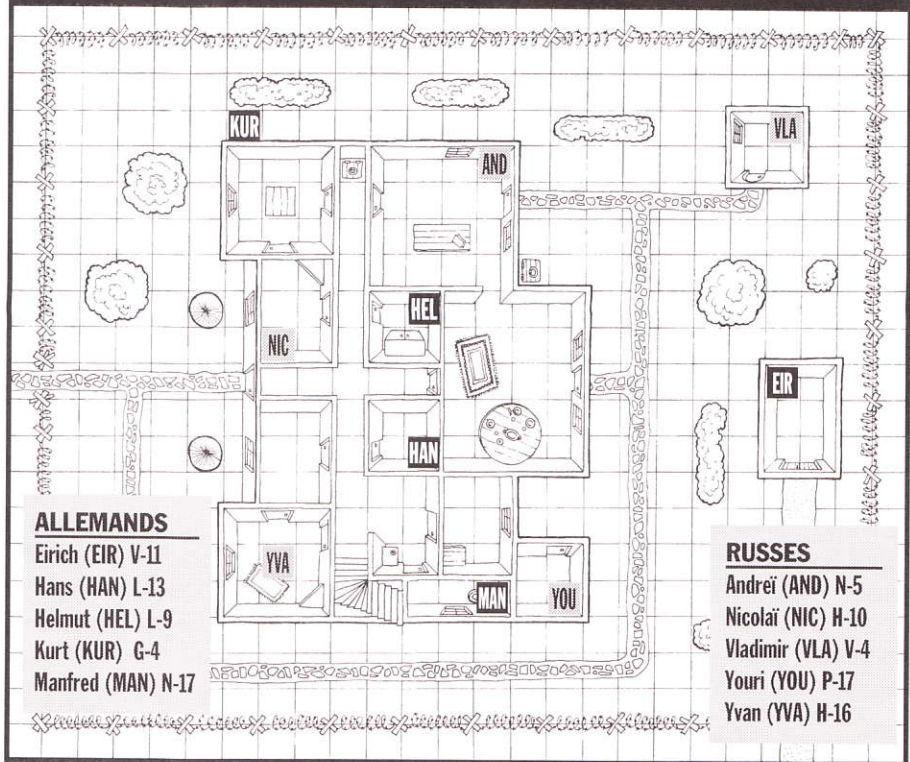 KUR
VLA
AND
HEL
NIC
EIR
HAN
YVA
MAN
YOU
ALLEMANDS
Eirich (EIR) V-11
Hans (HAN) L-13
Helmut (HEL) L-9
Kurt (KUR) G-4
Manfred (MAN) N-17
RUSSES
Andreï (AND) N-5
Nicolaï (NIC) H-10
Vladimir (VLA) V-4
Youri (YOU) P-17
Yvan (YVA) H-16